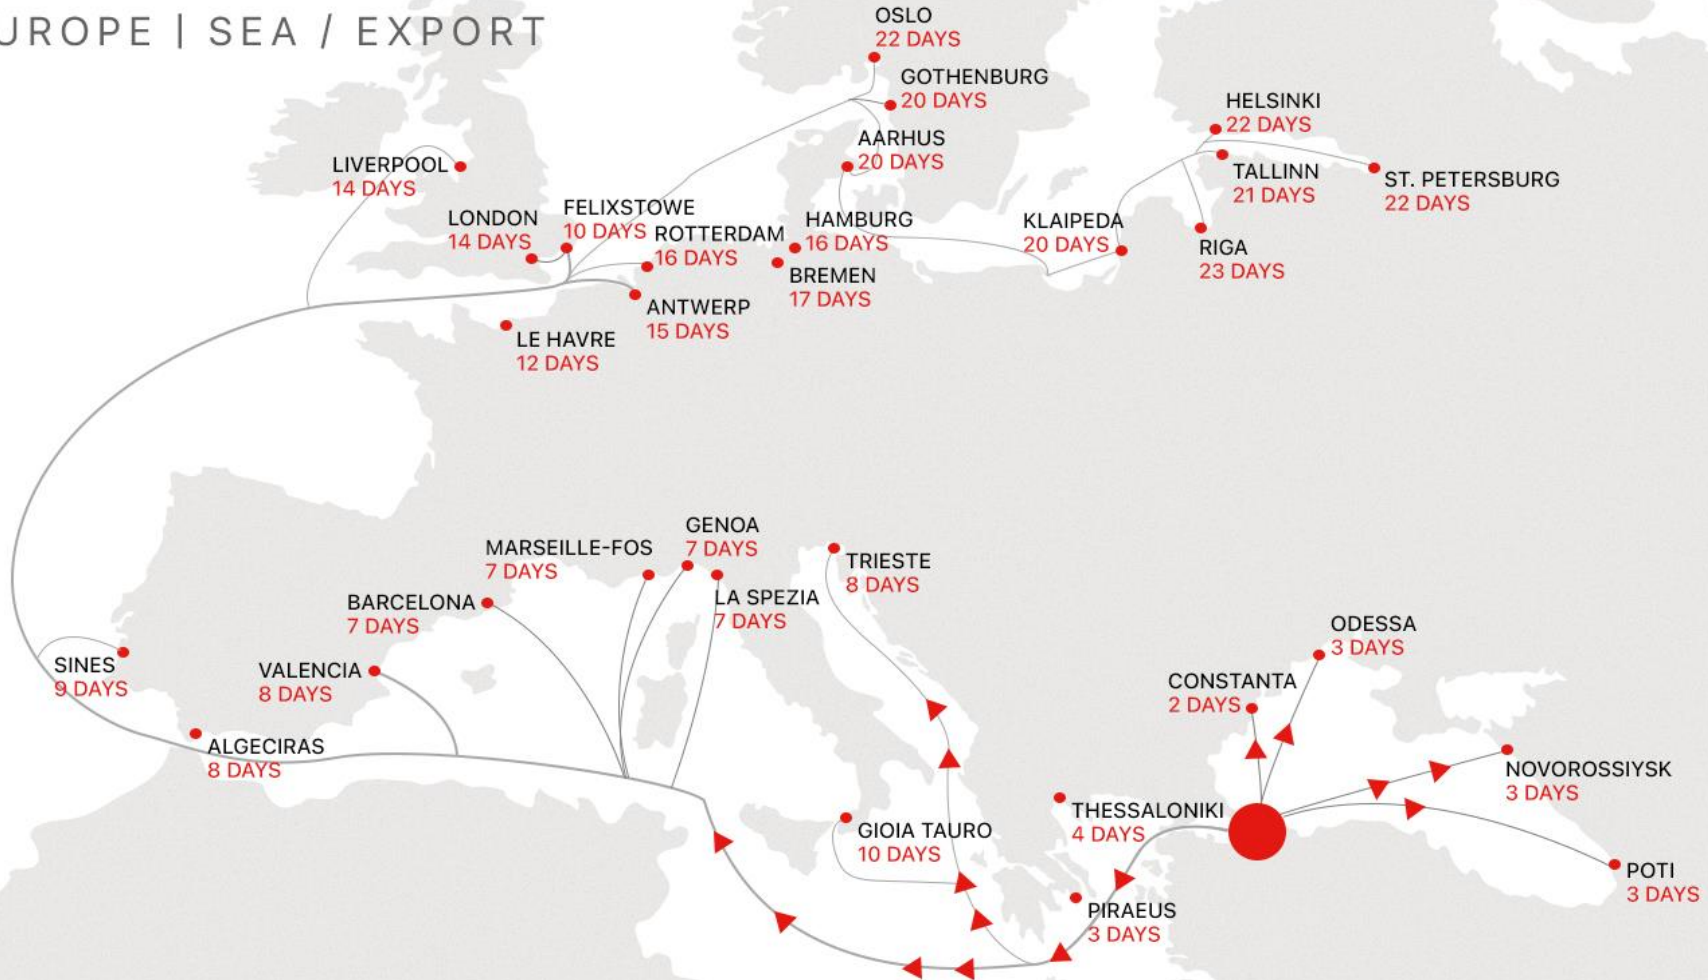 UROPE | SEA / EXPORT
OSLO
22 DAYS
GOTHENBURG
20 DAYS
HELSINKI
22 DAYS
AARHUS
20 DAYS
LIVERPOOL
14 DAYS
TALLINN
21 DAYS
ST. PETERSBURG
22 DAYS
LONDON
14 DAYS
FELIXSTOWE
10 DAYS
ROTTERDAM
16 DAYS
HAMBURG
16 DAYS
KLAIPEDA
20 DAYS
RIGA
23 DAYS
BREMEN
17 DAYS
ANTWERP
15 DAYS
LE HAVRE
12 DAYS
GENOA
7 DAYS
MARSEILLE-FOS
7 DAYS
TRIESTE
8 DAYS
BARCELONA
7 DAYS
LA SPEZIA
7 DAYS
ODESSA
3 DAYS
SINES
9 DAYS
VALENCIA
8 DAYS
CONSTANTA
2 DAYS
ALGECIRAS
8 DAYS
NOVOROSSIYSK
3 DAYS
THESSALONIKI
4 DAYS
GIOIA TAURO
10 DAYS
POTI
3 DAYS
PIRAEUS
3 DAYS